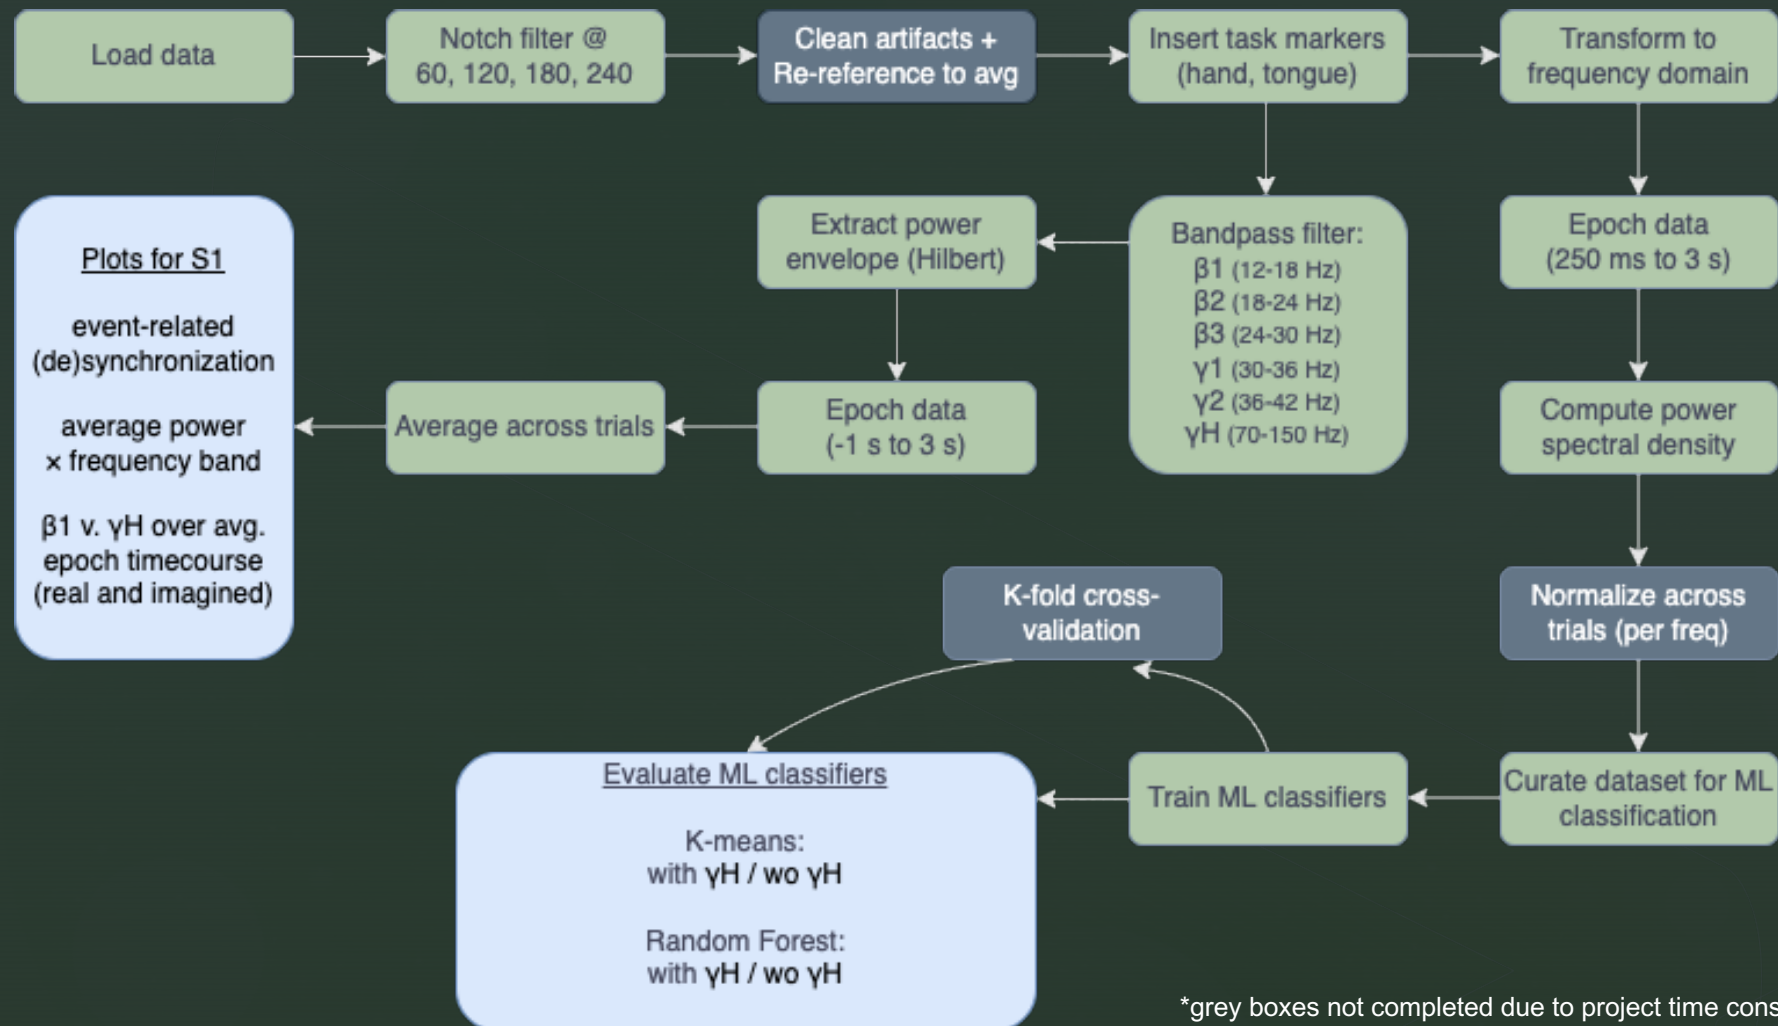 Load data
Notch filter @
60, 120, 180, 240
Clean artifacts +
Re-reference to avg
Insert task markers
(hand, tongue)
Transform to
frequency domain
Plots for S1
event-related
(de)synchronization
average power
× frequency band
β1 v. γH over avg.
epoch timecourse
(real and imagined)
Extract power
envelope (Hilbert)
Bandpass filter:
β1 (12-18 Hz)
β2 (18-24 Hz)
β3 (24-30 Hz)
γ1 (30-36 Hz)
γ2 (36-42 Hz)
γH (70-150 Hz)
Epoch data
(250 ms to 3 s)
Average across trials
Epoch data
(-1 s to 3 s)
Compute power
spectral density
K-fold cross-
validation
Normalize across
trials (per freq)
Evaluate ML classifiers
K-means:
with γH / wo γH
Random Forest:
with γH / wo γH
Train ML classifiers
Curate dataset for ML
classification
*grey boxes not completed due to project time cons